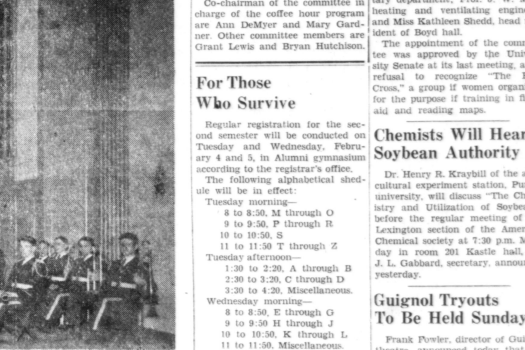 Co-chairman of the committee in
charge of the coffee hour program
are Ann DeMyer and Mary Gard-
ner. Other committee members are
Grant Lewis and Bryan Hutchison.
For Those
Who Survive
Regular registration for the sec-
ond semester will be conducted on
Tuesday and Wednesday, Febru-
ary 4 and 5, in Alumni gymnasium
according to the registrar's office.
The following alphabetical shed-
ule will be in effect:
Tuesday morning—
8 to 8:50, M through O
9 to 9:50, P through R
10 to 10:50, S
11 to 11:50 T through Z
Tuesday afternoon—
1:30 to 2:20, A through B
2:30 to 3:20, C through D
3:30 to 4:20, Miscellaneous.
Wednesday morning—
8 to 8:50, E through G
9 to 9:50 H through J
10 to 10:50, K through L
11 to 11:50, Miscellaneous.
heating and ventilating engin
and Miss Kathleen Shedd, head
ident of Boyd hall.
The appointment of the comm
tee was approved by the Univ
sity Senate at its last meeting, a
refusal to recognize "The
Cross," a group if women organi
for the purpose if training in fi
aid and reading maps.
Chemists Will Hear
Soybean Authority
Dr. Henry R. Kraybill of the a
cultural experiment station, Pur
university, will discuss "The Ch
istry and Utilization of Soybea
before the regular meeting of
Lexington section of the Amer
Chemical society at 7:30 p.m. M
day in room 201 Kastle hall,
J. L. Gabbard, secretary, announ
yesterday.
Guignol Tryouts
To Be Held Sunday
Frank Fowler, director of Gui